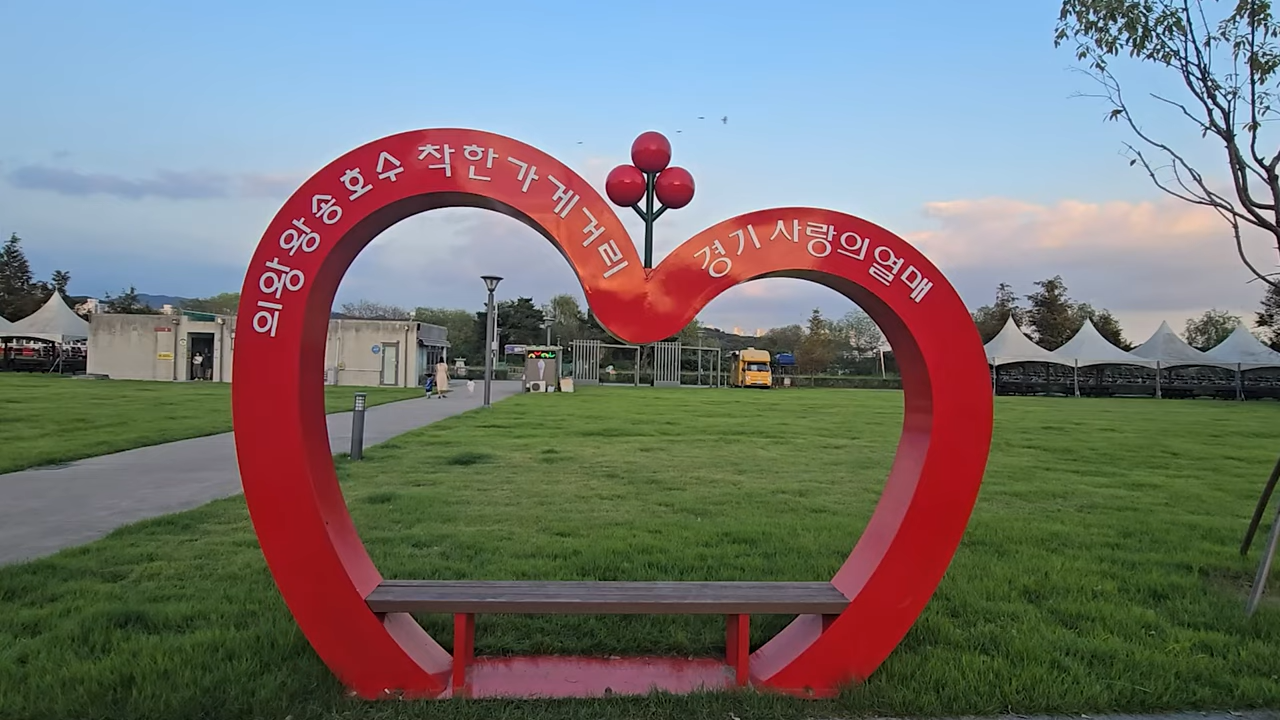 의왕왕송호수 착한가게거리
경기 사랑의열매